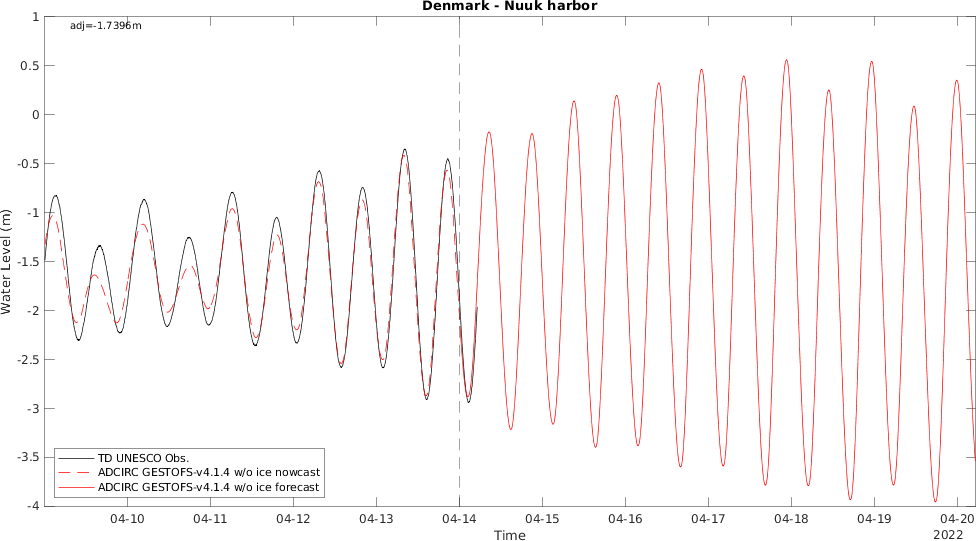 Denmark - Nuuk harbor
adj=-1.7396m
1
0.5
0
-0.5
-1
-1.5
-2
-2.5
-3
-3.5
-4
Water Level (m)
TD UNESCO Obs.
ADCIRC GESTOFS-v4.1.4 w/o ice nowcast
ADCIRC GESTOFS-v4.1.4 w/o ice forecast
04-10 04-11 04-12 04-13 04-14 04-15 04-16 04-17 04-18 04-19 04-20
Time
2022